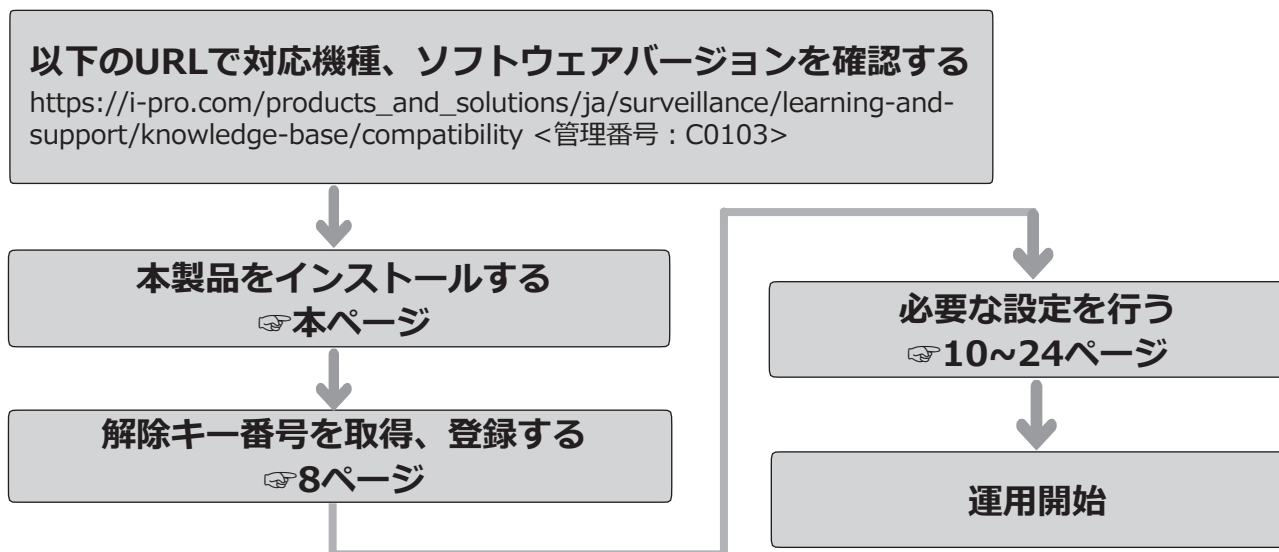 以下のURLで対応機種、ソフトウェアバージョンを確認する
https://i-pro.com/products_and_solutions/ja/surveillance/learning-and-
support/knowledge-base/compatibility <管理番号：C0103>
本製品をインストールする
☞本ページ
解除キー番号を取得、登録する
☞8ページ
必要な設定を行う
☞10~24ページ
運用開始